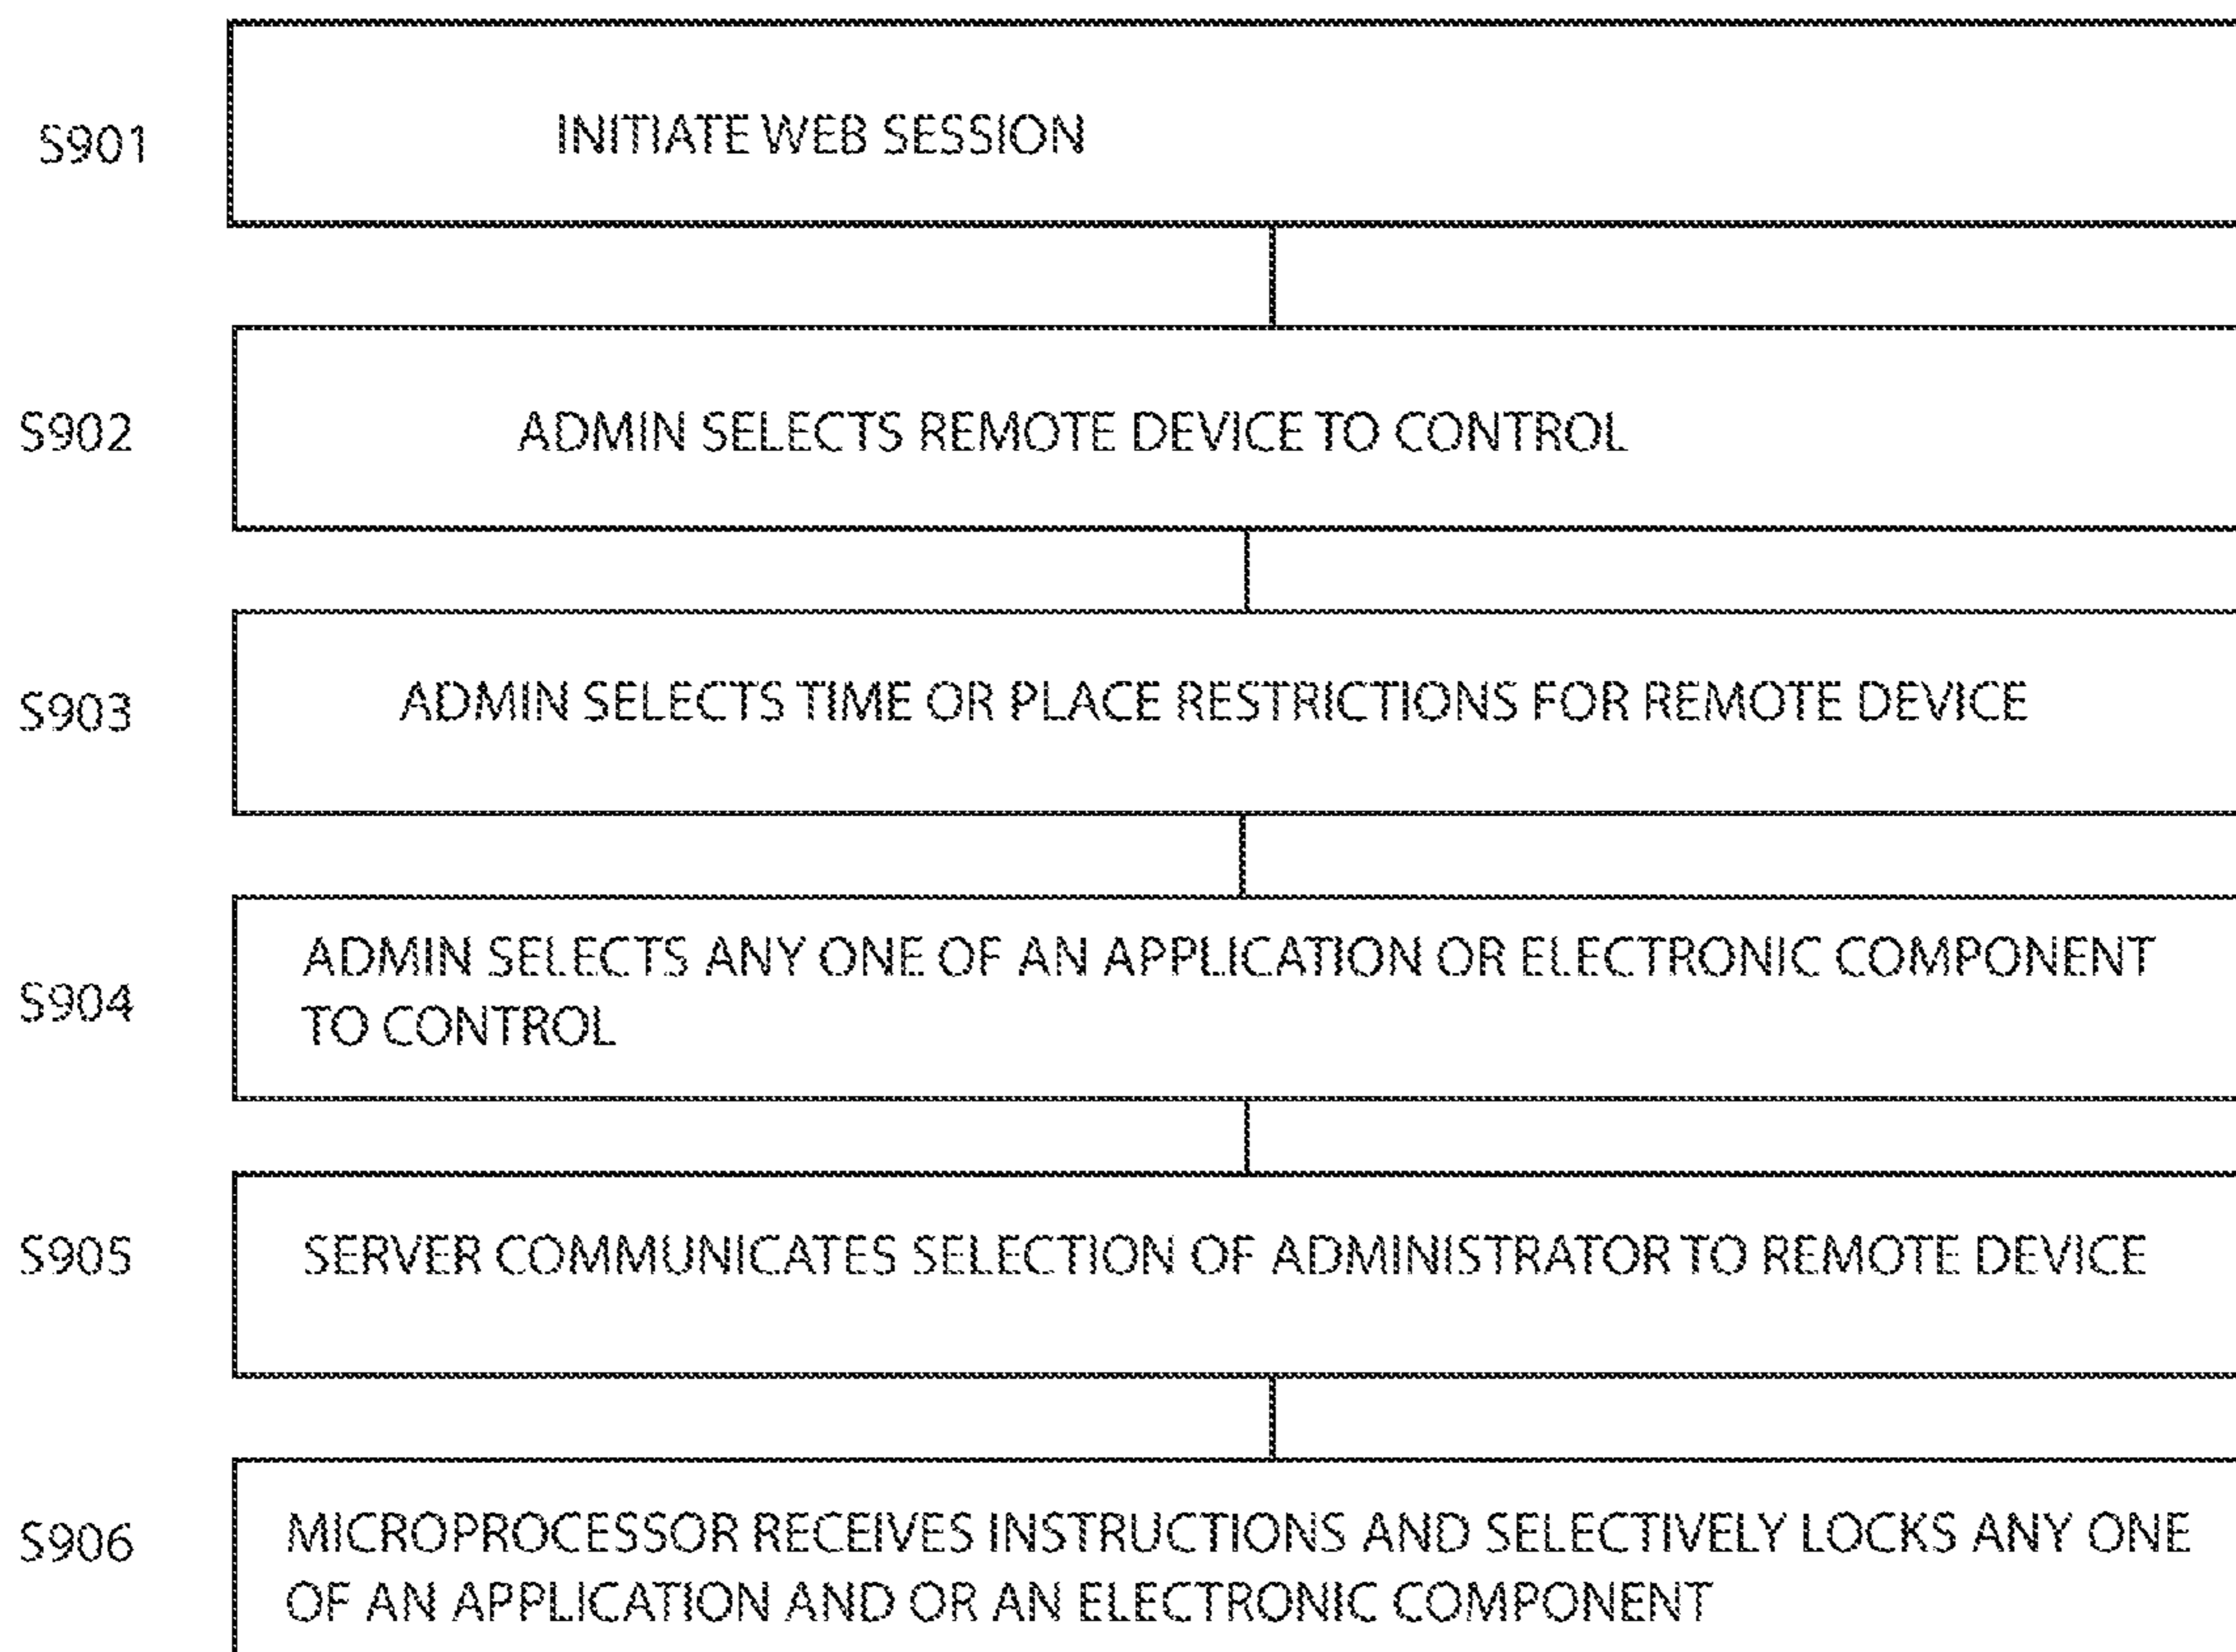 S901
INITIATE WEB SESSION
S902
ADMIN SELECTS REMOTE DEVICE TO CONTROL
S903
ADMIN SELECTS TIME OR PLACE RESTRICTIONS FOR REMOTE DEVICE
S904
ADMIN SELECTS ANY ONE OF AN APPLICATION OR ELECTRONIC COMPONENT
TO CONTROL
S905
SERVER COMMUNICATES SELECTION OF ADMINISTRATOR TO REMOTE DEVICE
S906
MICROPROCESSOR RECEIVES INSTRUCTIONS AND SELECTIVELY LOCKS ANY ONE
OF AN APPLICATION AND OR AN ELECTRONIC COMPONENT